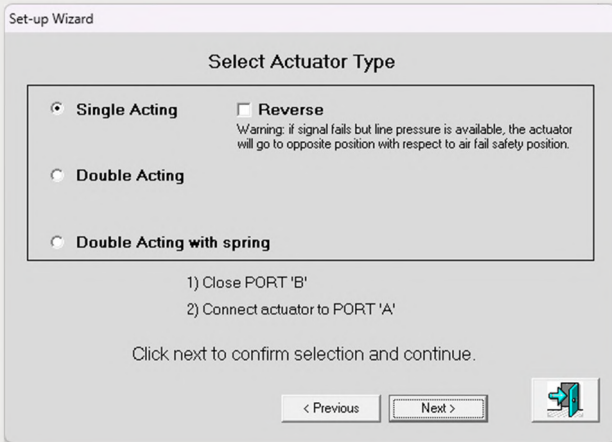 Set-up Wizard
Select Actuator Type
Single Acting
Reverse
Warning: if signal fails but line pressure is available, the actuator
will go to opposite position with respect to air fail safety position.
Double Acting
Double Acting with spring
1) Close PORT 'B'
2) Connect actuator to PORT 'A'
Click next to confirm selection and continue.
< Previous
Next >